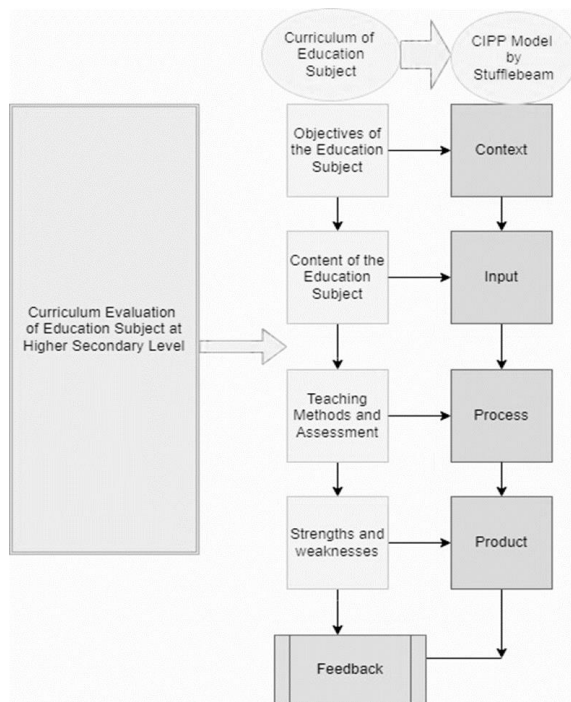 Curriculum of
Education
Subject
CIPP Model
by
Stufflebeam
Objectives of
the Education
Subject
Context
Content of the
Education
Subject
Input
Curriculum Evaluation
of Education Subject at
Higher Secondary Level
Teaching
Methods and
Assessment
Process
Strengths and
weaknesses
Product
Feedback